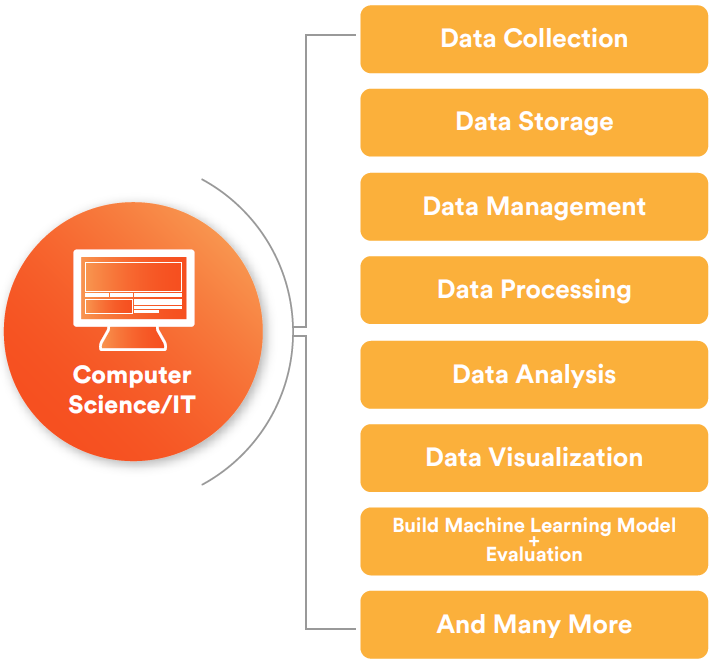 Computer
Science/IT
Data Collection
Data Storage
Data Management
Data Processing
Data Analysis
Data Visualization
Build Machine Learning Model
+
Evaluation
And Many More